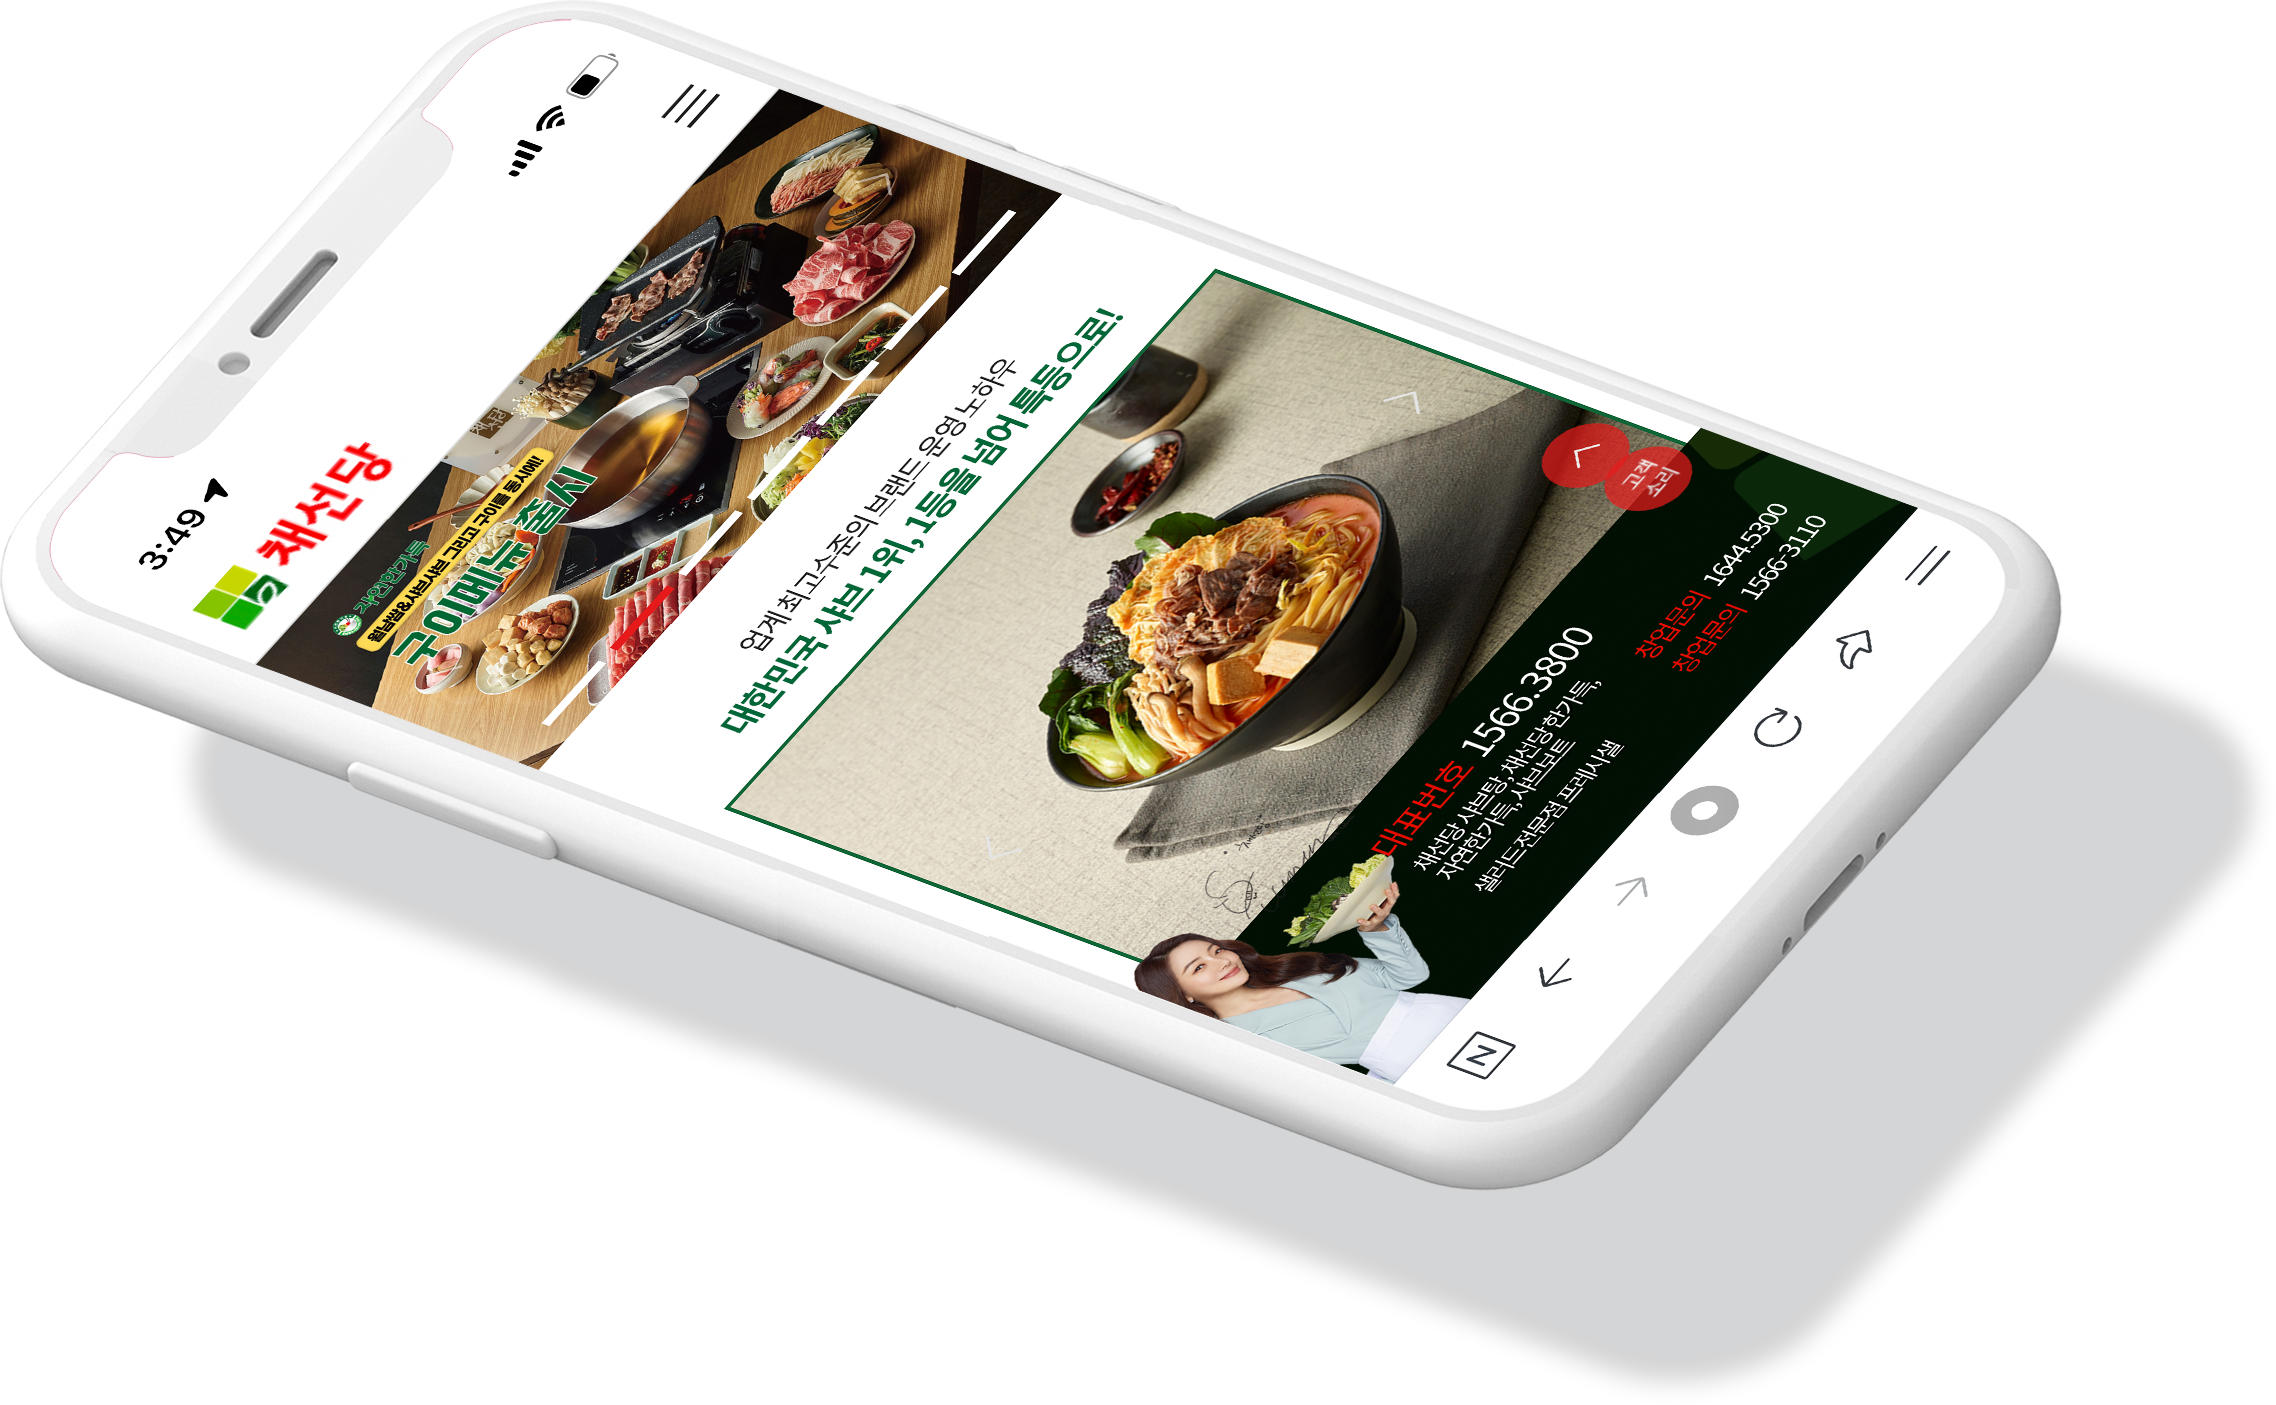 3:49
채선당
자연한가득
월남쌈&샤브샤브 그리고 구이를 동시에!
구이메뉴 출시
업계 최고 수준의 브랜드 운영 노하우
대한민국 샤브 1위, 1등을 넘어 특등으로!
고객
소리
대표번호 1566.3800
채선당 샤브탕,채선당한가득,
자연한가득,샤브보트
샐러드전문점 프레시샐
창업문의 1644.5300
창업문의 1566-3110
N